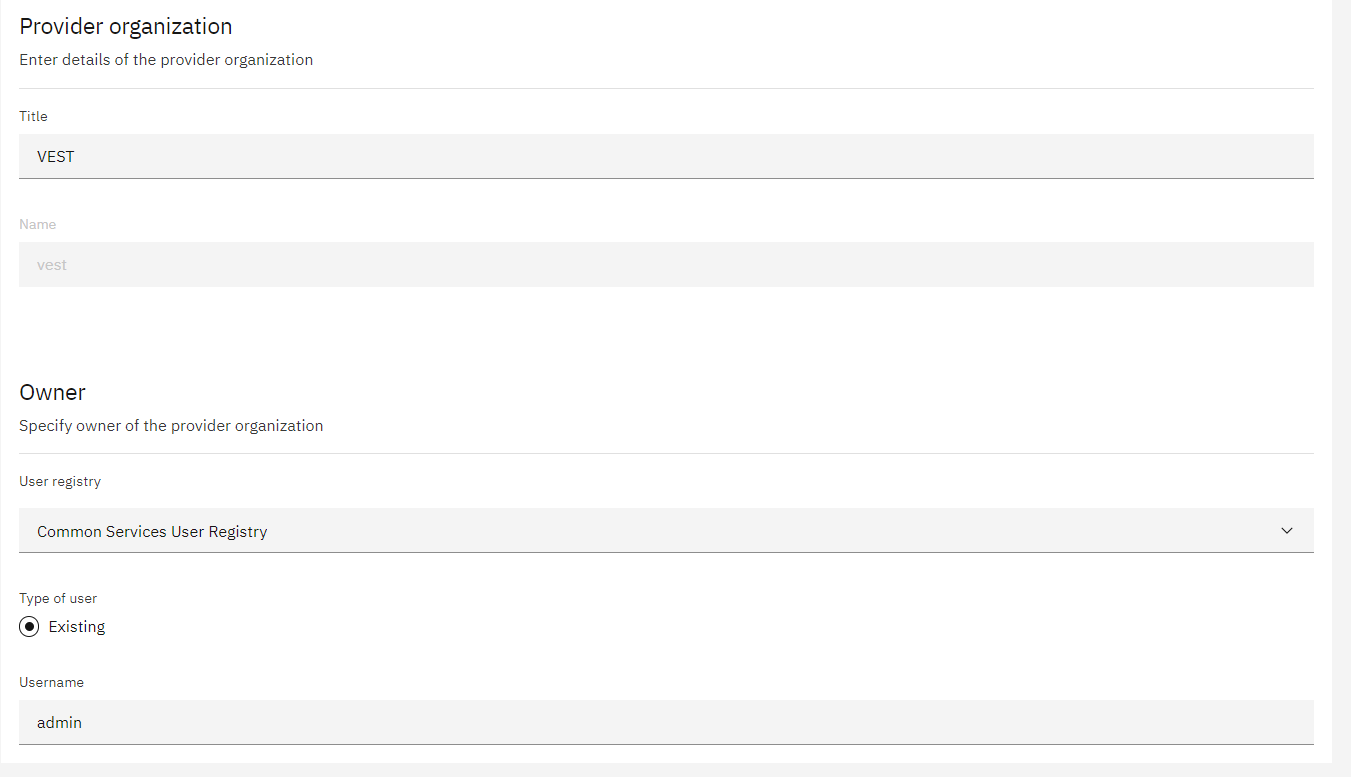 Provider organization
Enter details of the provider organization
Title
VEST
Name
vest
Owner
Specify owner of the provider organization
User registry
Common Services User Registry
Type of user
Existing
Username
admin